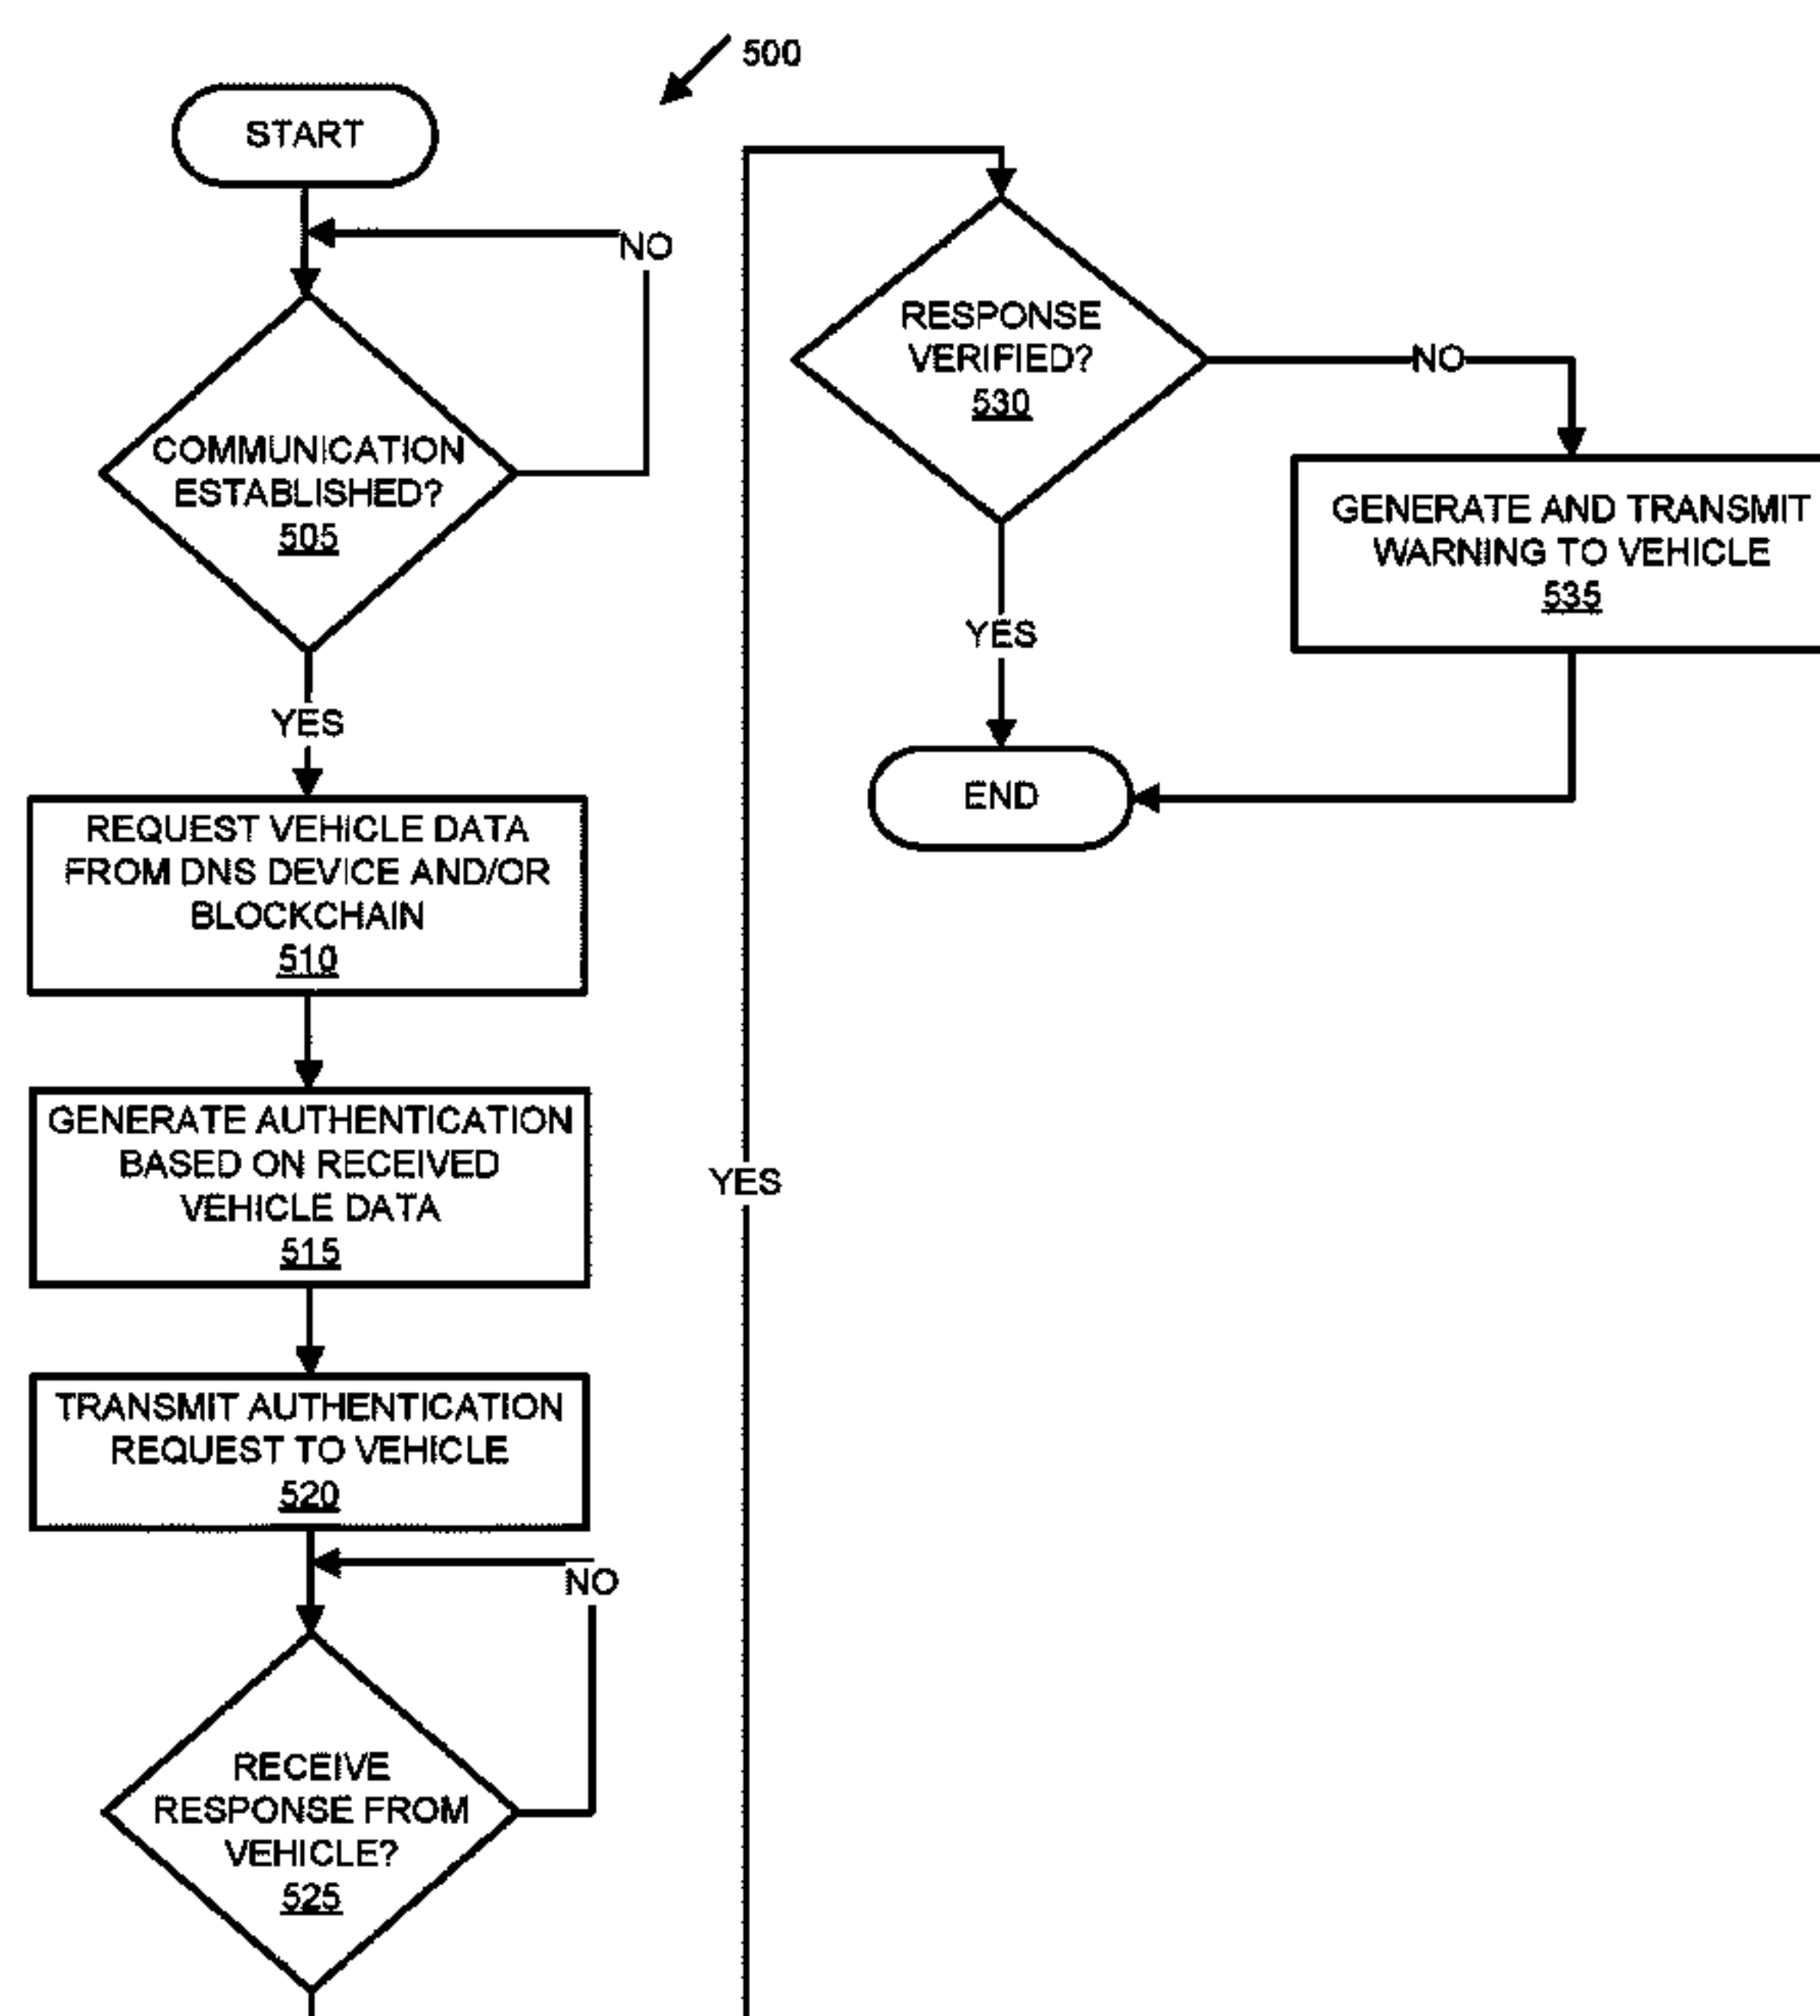 500
START
NO
COMMUNICATION
ESTABLISHED?
505
YES
REQUEST VEHICLE DATA
FROM DNS DEVICE AND/OR
BLOCKCHAIN
510
GENERATE AUTHENTICATION
BASED ON RECEIVED
VEHICLE DATA
515
TRANSMIT AUTHENTICATION
REQUEST TO VEHICLE
520
NO
RECEIVE
RESPONSE FROM
VEHICLE?
525
YES
RESPONSE
VERIFIED?
530
NO
GENERATE AND TRANSMIT
WARNING TO VEHICLE
535
YES
END